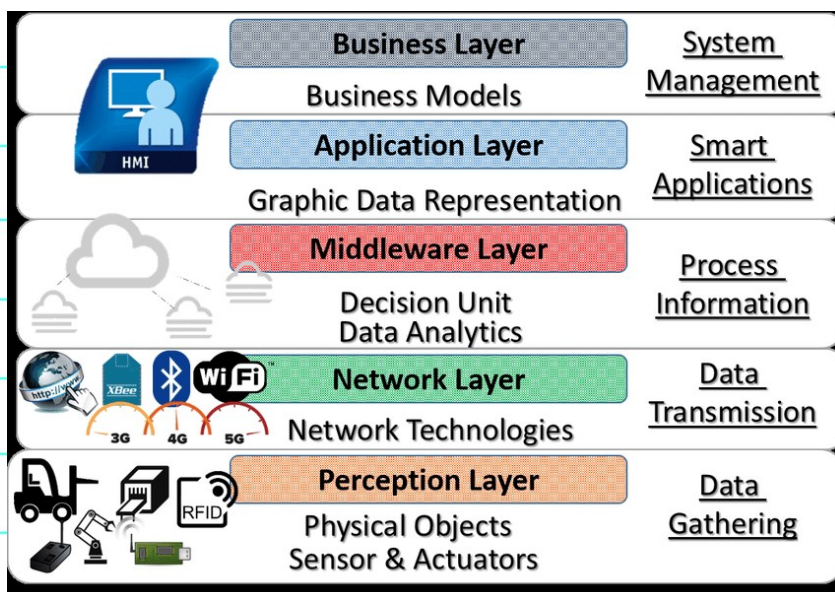 Business Layer
Business Models
System
Management
HMI
Application Layer
Graphic Data Representation
Smart
Applications
Middleware Layer
Decision Unit
Data Analytics
Process
Information
http://www.
XBee
WiFi™
3G
4G
5G
Network Layer
Network Technologies
Data
Transmission
RFID
Perception Layer
Physical Objects
Sensor & Actuators
Data
Gathering